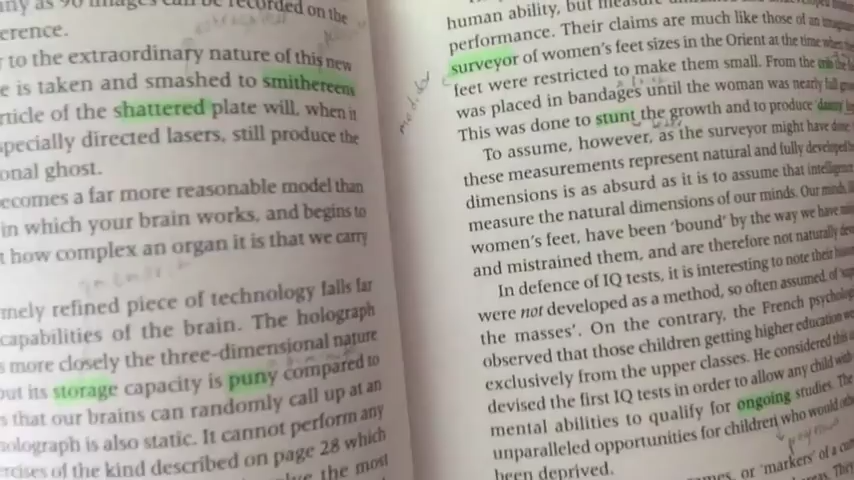 any as 90 images can be recorded on the
erence.
to the extraordinary nature of this new
e is taken and smashed to smithereens
rticle of the shattered plate will, when it
specially directed lasers, still produce the
onal ghost.
ecomes a far more reasonable model than
in which your brain works, and begins to
t how complex an organ it is that we carry
mely refined piece of technology falls far
capabilities of the brain. The holograph
s more closely the three-dimensional nature
out its storage capacity is puny compared to
s that our brains can randomly call up at an
holograph is also static. It cannot perform any
ercises of the kind described on page 28 which
the most
human ability, but measure
performance. Their claims are much like those of an
surveyor of women's feet sizes in the Orient at the time when
feet were restricted to make them small. From the
was placed in bandages until the woman was nearly full
This was done to stunt the growth and to produce
To assume, however, as the surveyor might have done
these measurements represent natural and fully developed
dimensions is as absurd as it is to assume that intelligence
measure the natural dimensions of our minds. Our minds,
women's feet, have been 'bound' by the way we have
and mistrained them, and are therefore not naturally
In defence of IQ tests, it is interesting to note their
were not developed as a method, so often assumed, of
the masses'. On the contrary, the French
observed that those children getting higher education
exclusively from the upper classes. He considered this
devised the first IQ tests in order to allow any child with
mental abilities to qualify for ongoing studies. The
unparalleled opportunities for children who would
been deprived.
or 'markers' of a